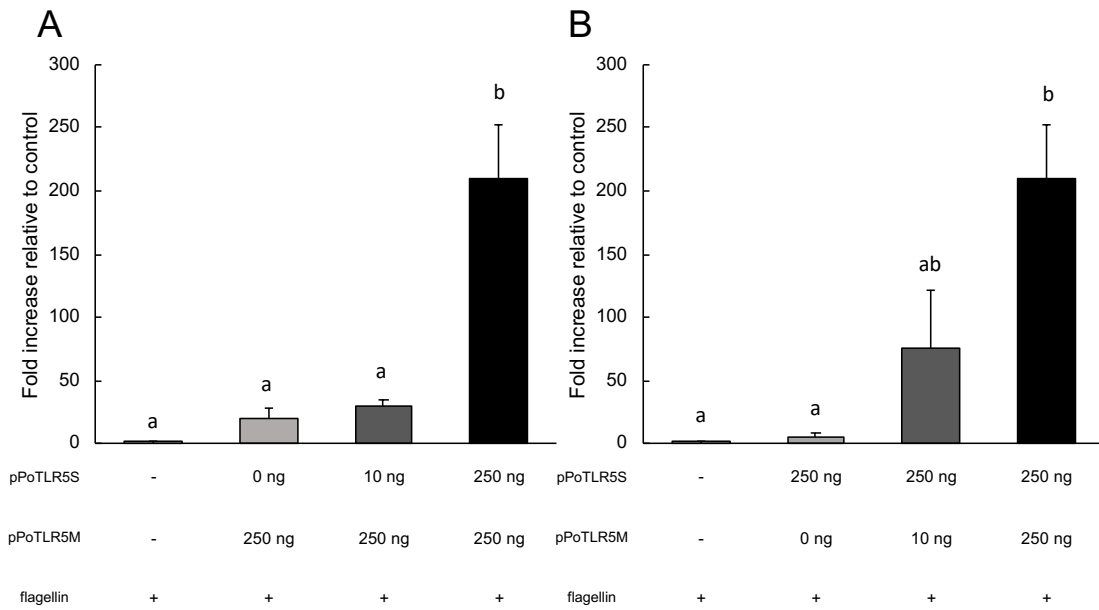 A
Fold increase relative to control
300
250
200
150
100
50
0
a
a
a
b
pPoTLR5S - 0 ng 10 ng 250 ng
pPoTLR5M - 250 ng 250 ng 250 ng
flagellin + + + +
B
Fold increase relative to control
300
250
200
150
100
50
0
a
a
ab
b
pPoTLR5S - 250 ng 250 ng 250 ng
pPoTLR5M - 0 ng 10 ng 250 ng
flagellin + + + +